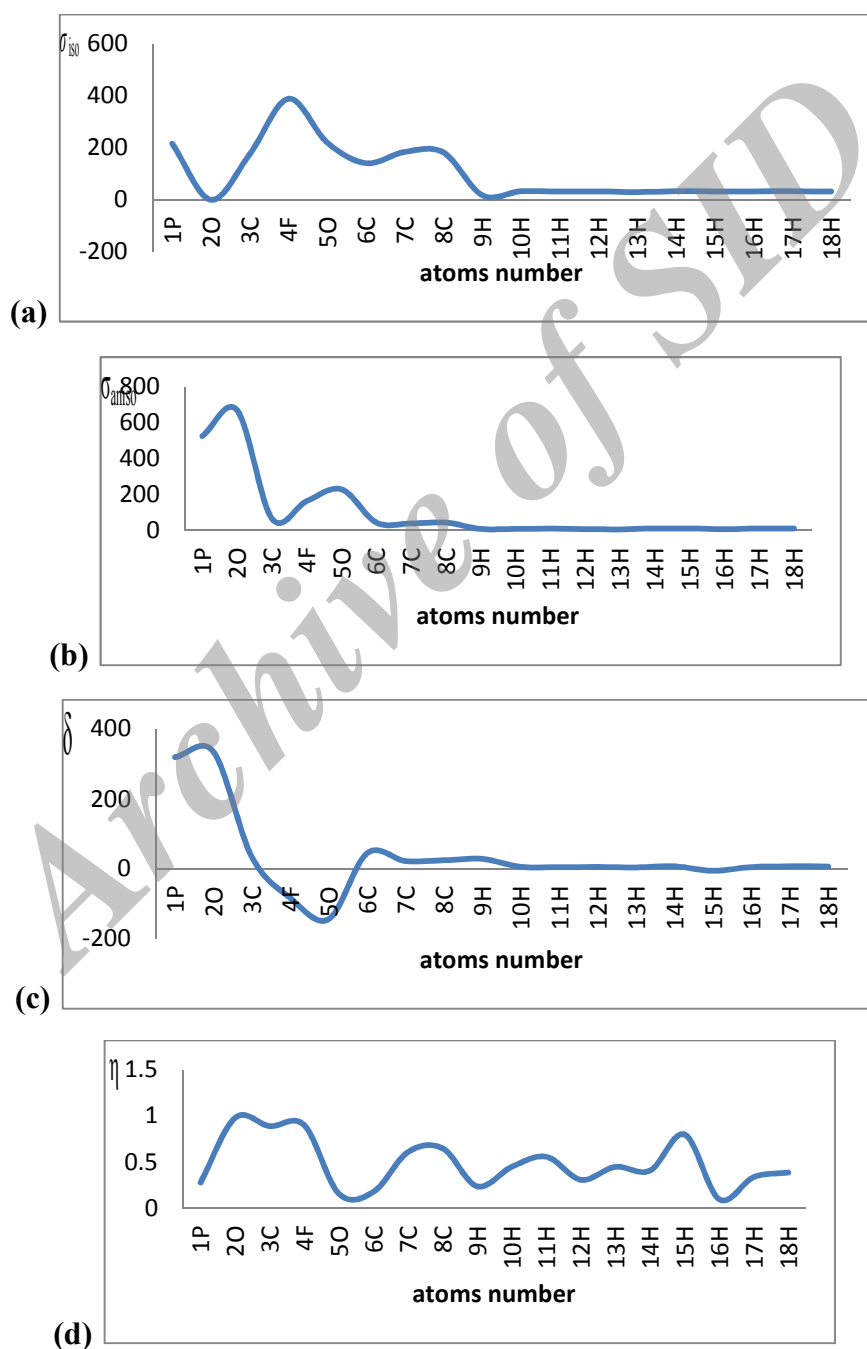 σiso
600
400
200
0
-200
1P 2O 3C 4F 5O 6C 7C 8C 9H 10H 11H 12H 13H 14H 15H 16H 17H 18H
atoms number
(a)
σaniso
800
600
400
200
0
1P 2O 3C 4F 5O 6C 7C 8C 9H 10H 11H 12H 13H 14H 15H 16H 17H 18H
atoms number
(b)
δ
400
200
0
-200
1P 2O 3C 4F 5O 6C 7C 8C 9H 10H 11H 12H 13H 14H 15H 16H 17H 18H
atoms number
(c)
η
1.5
1
0.5
0
1P 2O 3C 4F 5O 6C 7C 8C 9H 10H 11H 12H 13H 14H 15H 16H 17H 18H
atoms number
(d)
Archive of SID